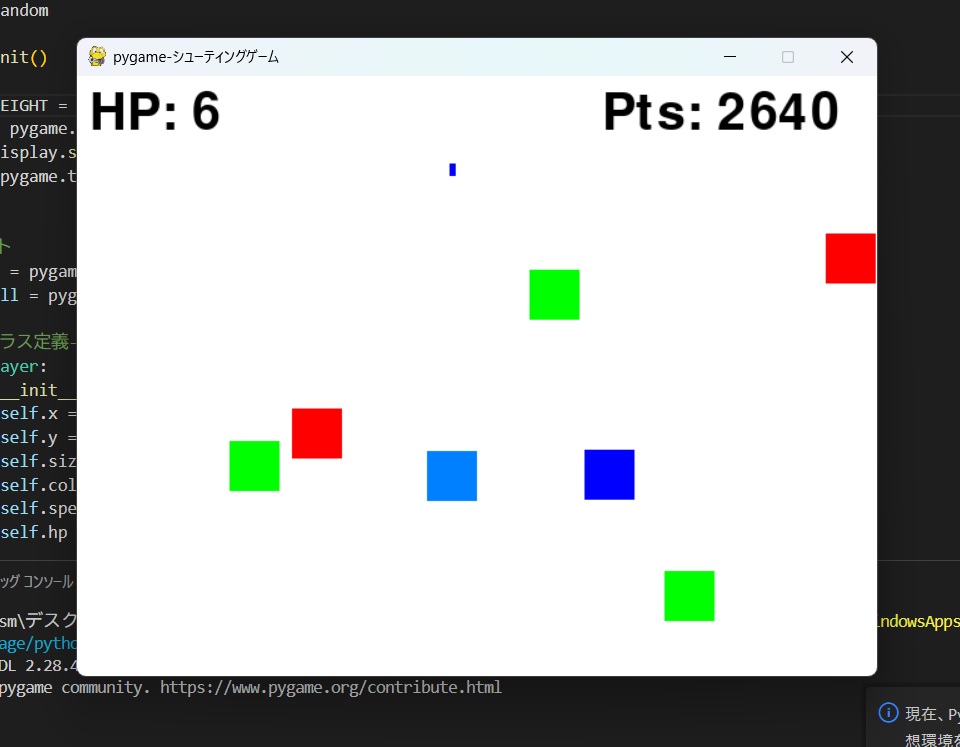 andom
nit()
pygame-シューティングゲーム
HP: 6
Pts: 2640
EIGHT =
pygame.
isplay.s
pygame.t
ト
= pygam
ll = pyg
ラス定義-
ayer:
__init__
self.x =
self.y =
self.siz
self.col
self.spe
self.hp
ッグ コンソール
sm\デスク
indowsApps
age/pytho
DL 2.28.4
pygame community. https://www.pygame.org/contribute.html
現在、Py
想環境を